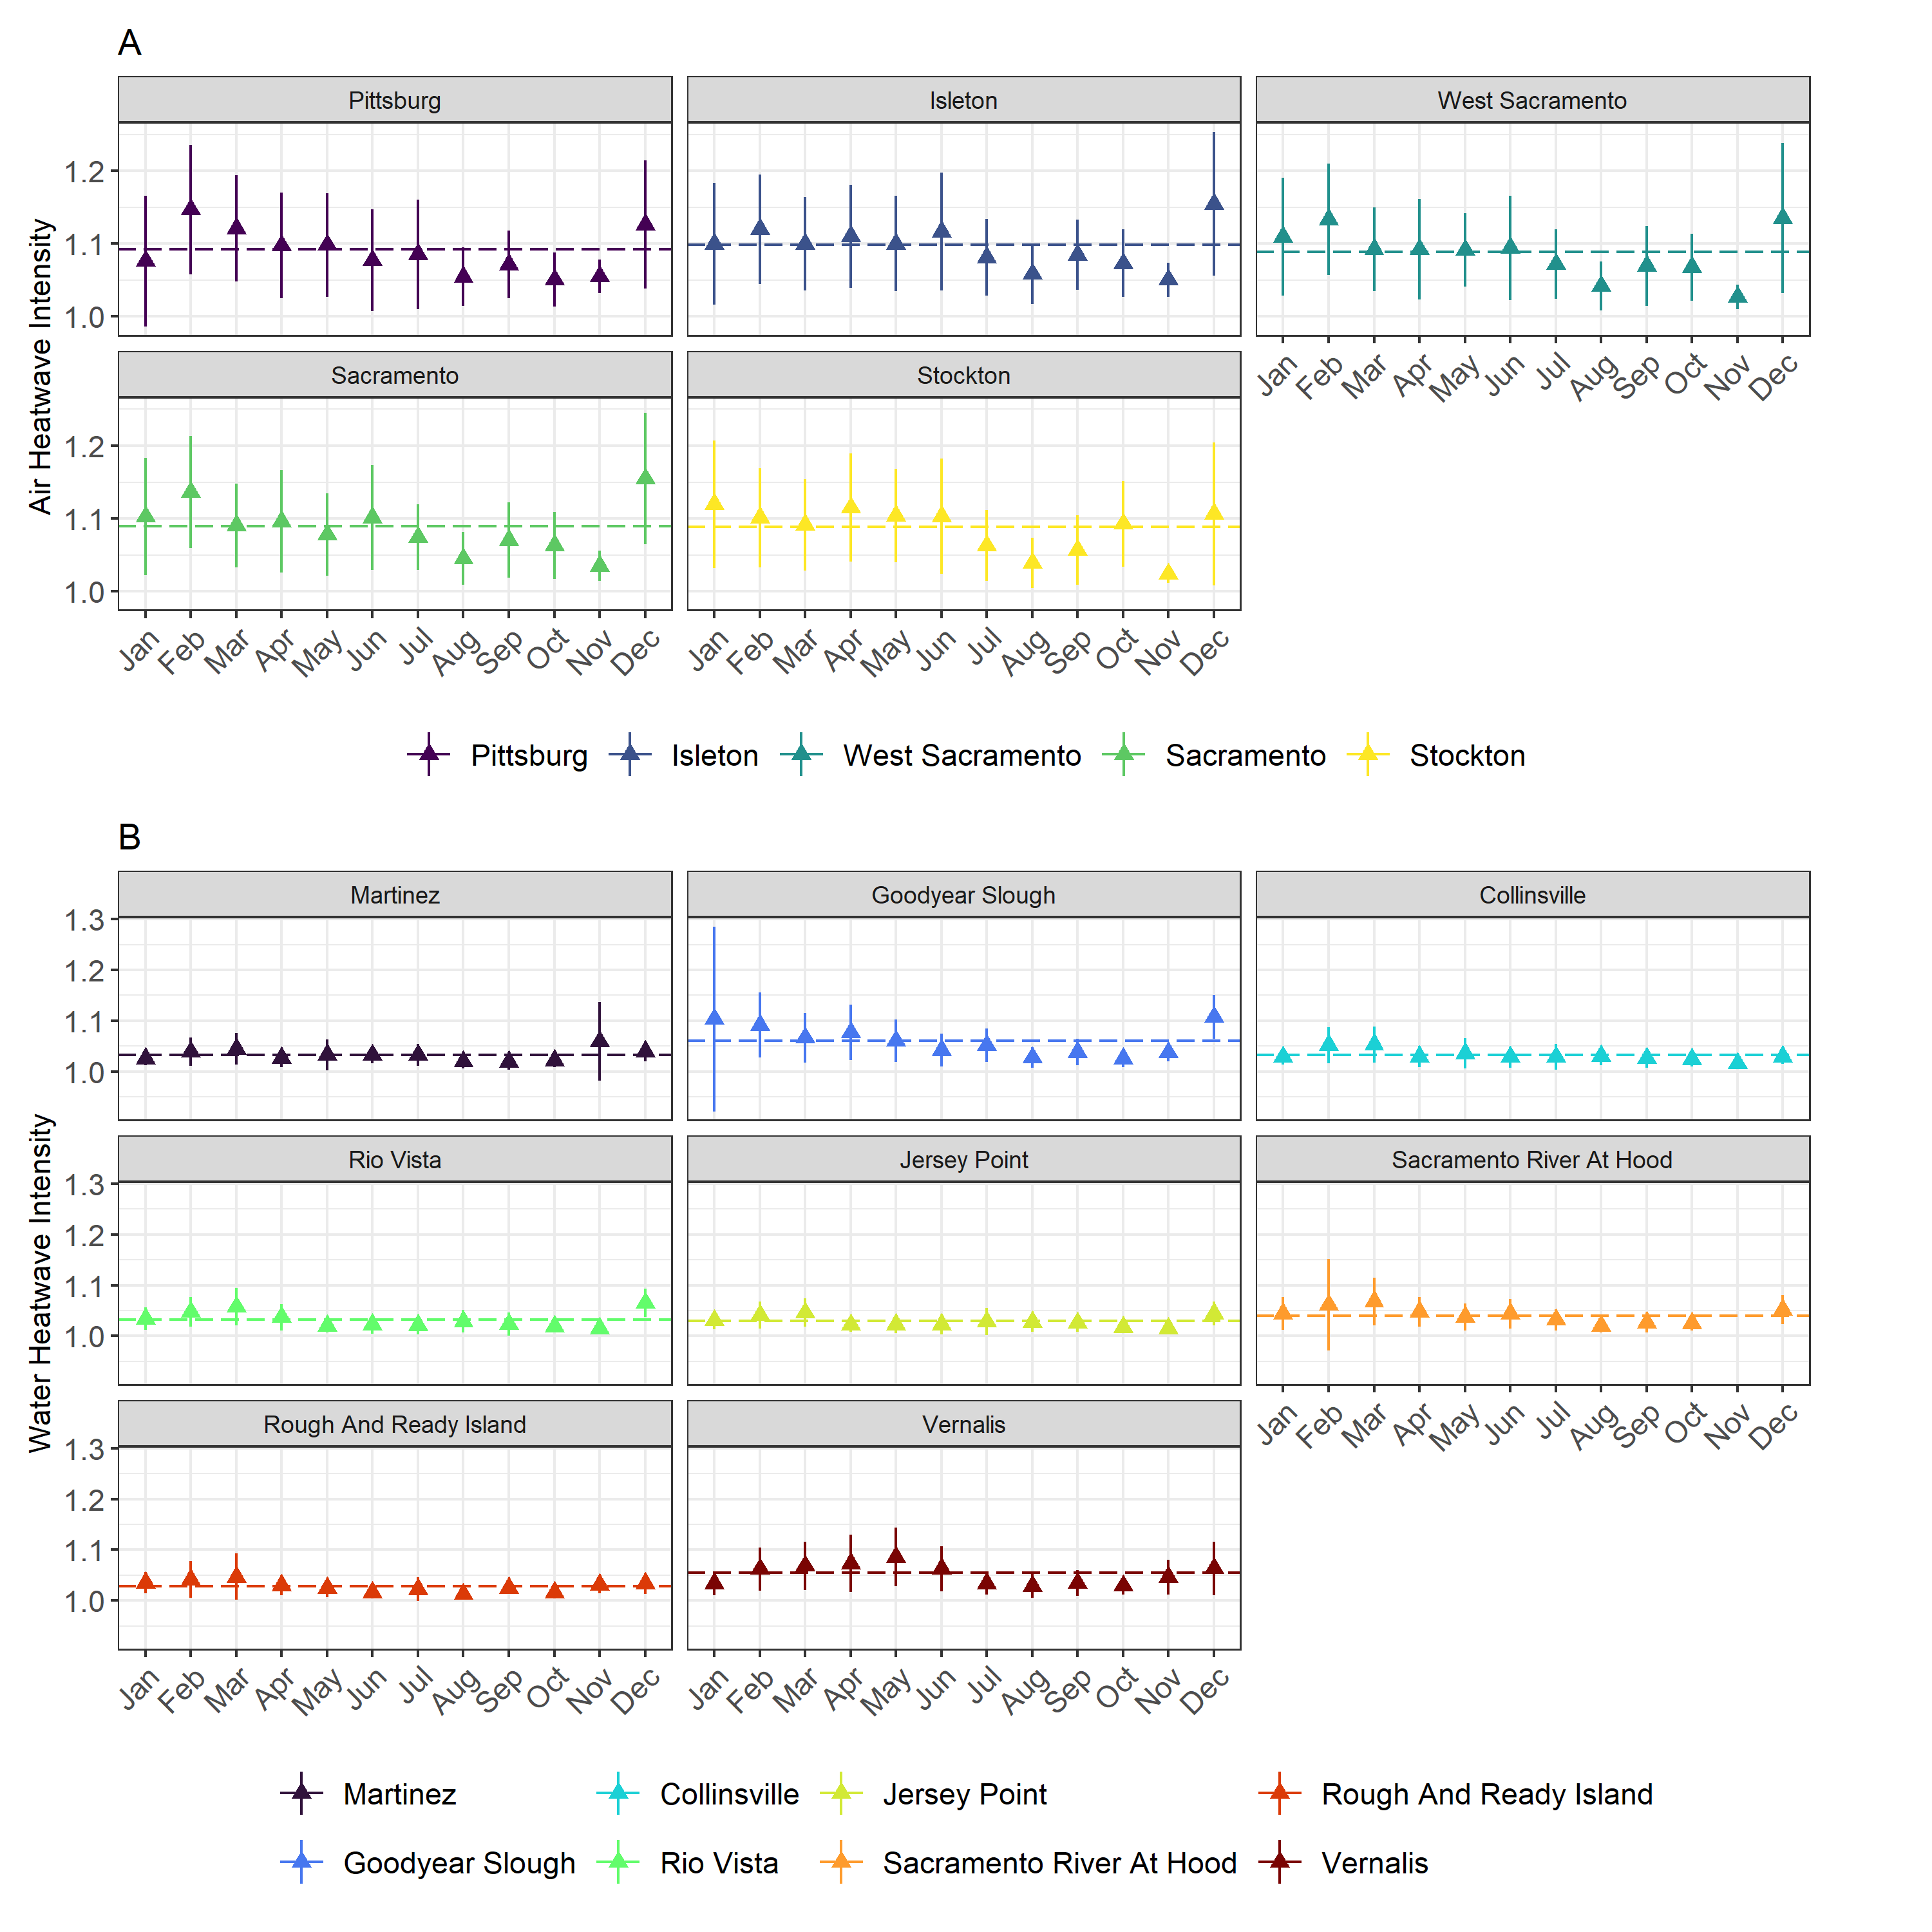 A
Pittsburg
Isleton
West Sacramento
1.2
1.1
1.0
Jan Feb Mar Apr May Jun Jul Aug Sep Oct Nov Dec
Air Heatwave Intensity
Sacramento
Stockton
1.2
1.1
1.0
Jan Feb Mar Apr May Jun Jul Aug Sep Oct Nov Dec
Jan Feb Mar Apr May Jun Jul Aug Sep Oct Nov Dec
Pittsburg Isleton West Sacramento Sacramento Stockton
B
Martinez
Goodyear Slough
Collinsville
1.3
1.2
1.1
1.0
Water Heatwave Intensity
Rio Vista
Jersey Point
Sacramento River At Hood
1.3
1.2
1.1
1.0
Jan Feb Mar Apr May Jun Jul Aug Sep Oct Nov Dec
Rough And Ready Island
Vernalis
1.3
1.2
1.1
1.0
Jan Feb Mar Apr May Jun Jul Aug Sep Oct Nov Dec
Jan Feb Mar Apr May Jun Jul Aug Sep Oct Nov Dec
Martinez Collinsville Jersey Point Rough And Ready Island
Goodyear Slough Rio Vista Sacramento River At Hood Vernalis